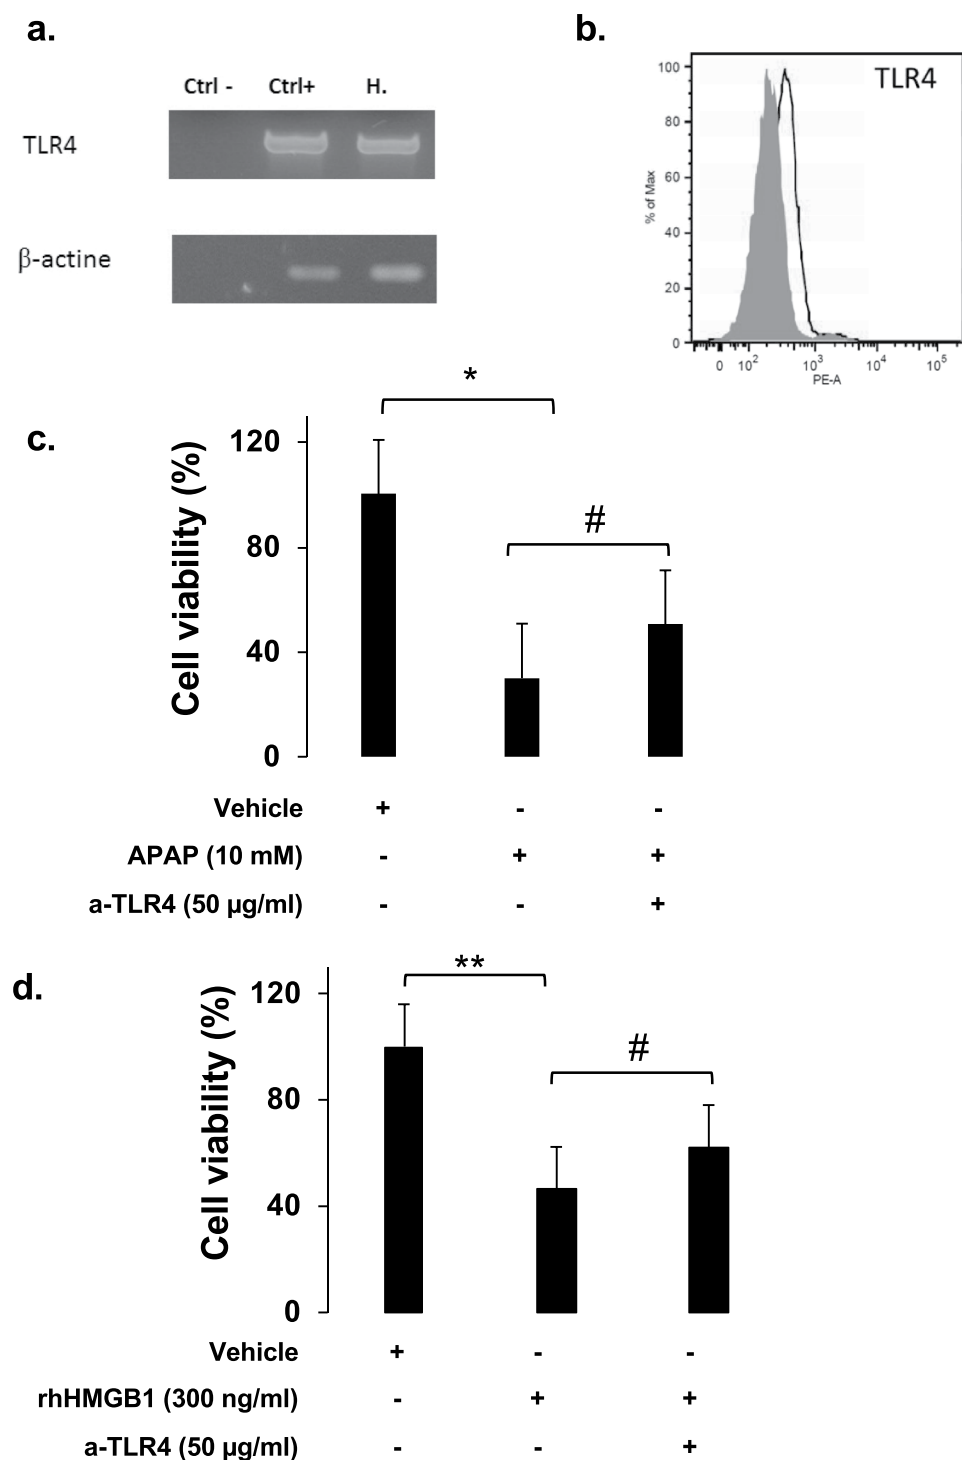 a.
Ctrl - Ctrl+ H.
TLR4
β-actine
b.
TLR4
100
80
60
40
20
0
% of Max
0 10² 10³ 10⁴ 10⁵
PE-A
c.
*
#
Cell viability (%)
120
80
40
0
Vehicle + - -
APAP (10 mM) - + +
a-TLR4 (50 µg/ml) - - +
d.
**
#
Cell viability (%)
120
80
40
0
Vehicle + - -
rhHMGB1 (300 ng/ml) - + +
a-TLR4 (50 µg/ml) - - +